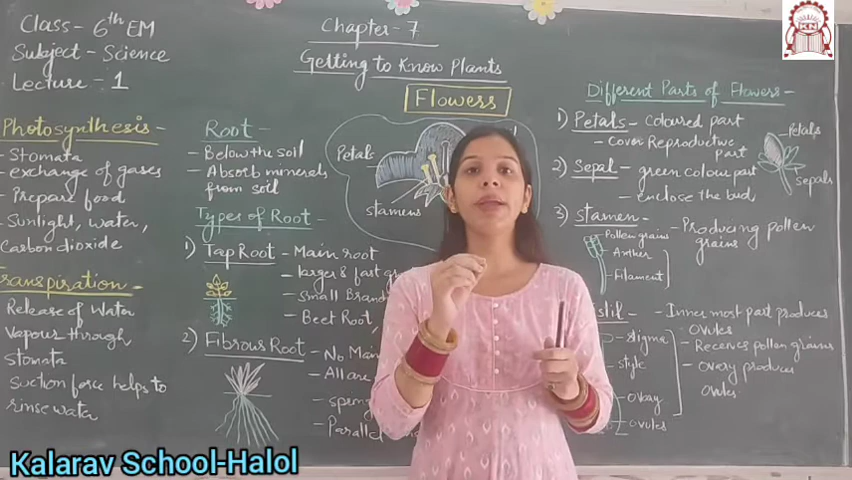 Class- 6th EM
Subject- Science
Lecture:- 1
Chapter-7
Getting to Know Plants
Flowers
KN
Photosynthesis-
- Stomata
- exchange of gases
- Prepare food
- Sunlight, water,
Carbon dioxide
Transpiration-
Release of Water
Vapour through
stomata
suction force helps to
rinse water
Root-
- Below the soil
- Absorb minerals
from soil
Types of Root-
1) Tap Root - Main root
- larger & fast
- Small
- Beet Root,
2) Fibrous Root - No Main
- All are
-
- Parallel
Petals
stamens
Different Parts of Flowers-
1) Petals- coloured part
- Cover Reproductive
Part
2) Sepal- green colour part
- enclose the bud,
Petals
sepals
3) Stamen- - Producing pollen
grains
Pollen grains
- Anther
- Filament
- Inner most part produces
ovules
- stigma
- Receives pollen grains
- style
- ovary produces
ovules
- ovary
- ovules
Kalarav School-Halol